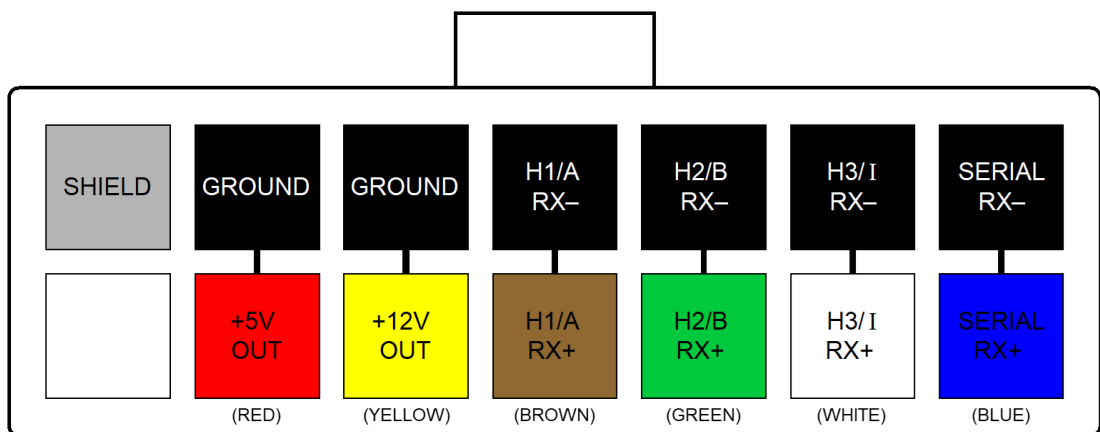 SHIELD
GROUND
GROUND
H1/A
RX–
H2/B
RX–
H3/I
RX–
SERIAL
RX–
+5V
OUT
+12V
OUT
H1/A
RX+
H2/B
RX+
H3/I
RX+
SERIAL
RX+
(RED)
(YELLOW)
(BROWN)
(GREEN)
(WHITE)
(BLUE)